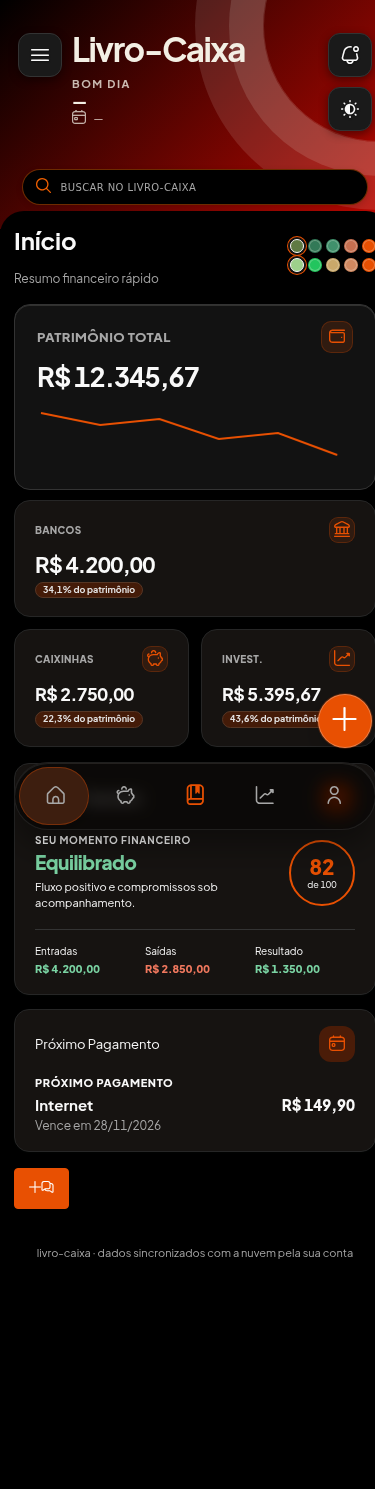 Livro-Caixa
BOM DIA
—
—
BUSCAR NO LIVRO-CAIXA
Início
Resumo financeiro rápido
PATRIMÔNIO TOTAL
R$ 12.345,67
BANCOS
R$ 4.200,00
34,1% do patrimônio
CAIXINHAS
R$ 2.750,00
22,3% do patrimônio
INVEST.
R$ 5.395,67
43,6% do patrimônio
SEU MOMENTO FINANCEIRO
Equilibrado
Fluxo positivo e compromissos sob
acompanhamento.
82
de 100
Entradas
R$ 4.200,00
Saídas
R$ 2.850,00
Resultado
R$ 1.350,00
Próximo Pagamento
PRÓXIMO PAGAMENTO
Internet
R$ 149,90
Vence em 28/11/2026
livro-caixa · dados sincronizados com a nuvem pela sua conta